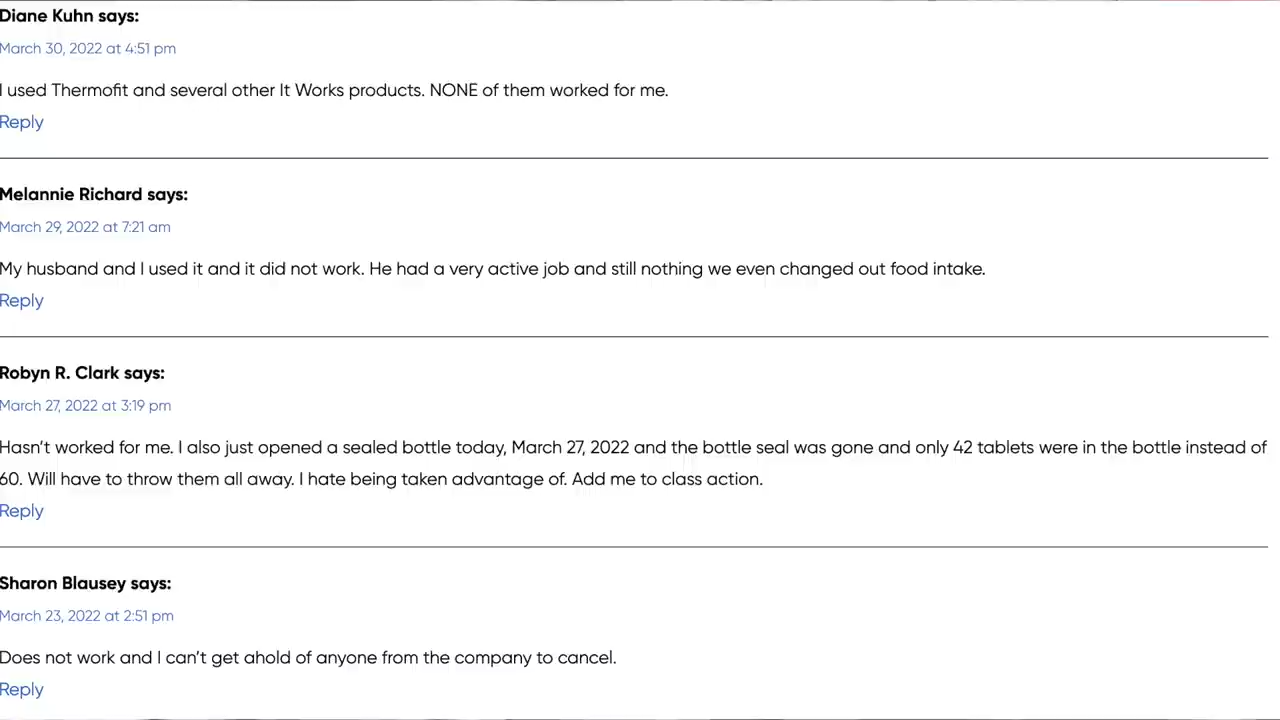 Diane Kuhn says:
March 30, 2022 at 4:51 pm
I used Thermofit and several other It Works products. NONE of them worked for me.
Reply
Melannie Richard says:
March 29, 2022 at 7:21 am
My husband and I used it and it did not work. He had a very active job and still nothing we even changed out food intake.
Reply
Robyn R. Clark says:
March 27, 2022 at 3:19 pm
Hasn’t worked for me. I also just opened a sealed bottle today, March 27, 2022 and the bottle seal was gone and only 42 tablets were in the bottle instead of
60. Will have to throw them all away. I hate being taken advantage of. Add me to class action.
Reply
Sharon Blausey says:
March 23, 2022 at 2:51 pm
Does not work and I can’t get ahold of anyone from the company to cancel.
Reply